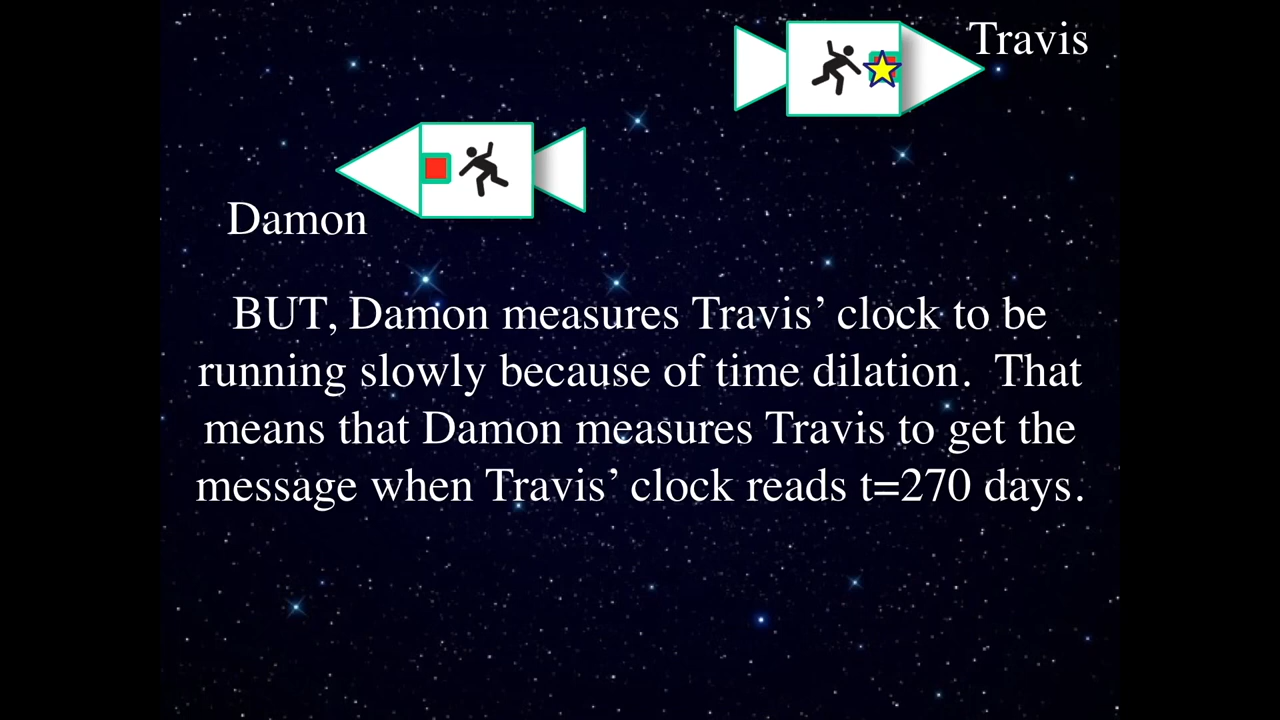 Travis
Damon
BUT, Damon measures Travis’ clock to be
running slowly because of time dilation.  That
means that Damon measures Travis to get the
message when Travis’ clock reads t=270 days.